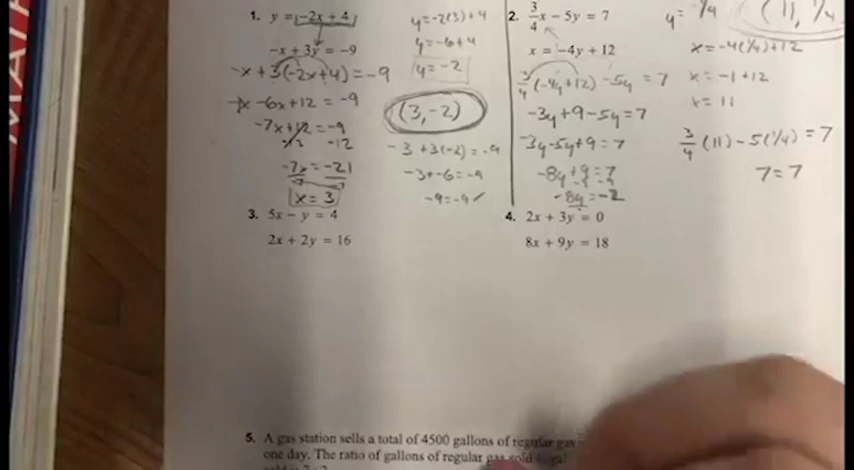 1. y = -2x + 4
-x + 3y = -9
-x + 3(-2x+4) = -9
-x -6x+12 = -9
-7x+12 = -9
-12 -12
-7x = -21
x = 3
y=-2(3)+4
y=-6+4
y=-2
(3,-2)
-3+3(-2)=-9
-3+-6=-9
-9=-9 ✓
2. 3/4 x - 5y = 7
x = -4y + 12
3/4 (-4y+12) -5y = 7
-3y+9-5y=7
-3y-5y+9=7
-8y+9=7
-8y=-2
y= 1/4
(11, 1/4
x=-4(1/4)+12
x=-1+12
x=11
3/4 (11)-5(1/4)=7
7=7
3. 5x - y = 4
2x + 2y = 16
4. 2x + 3y = 0
8x + 9y = 18
5. A gas station sells a total of 4500 gallons of regular gas
one day. The ratio of gallons of regular gas sold